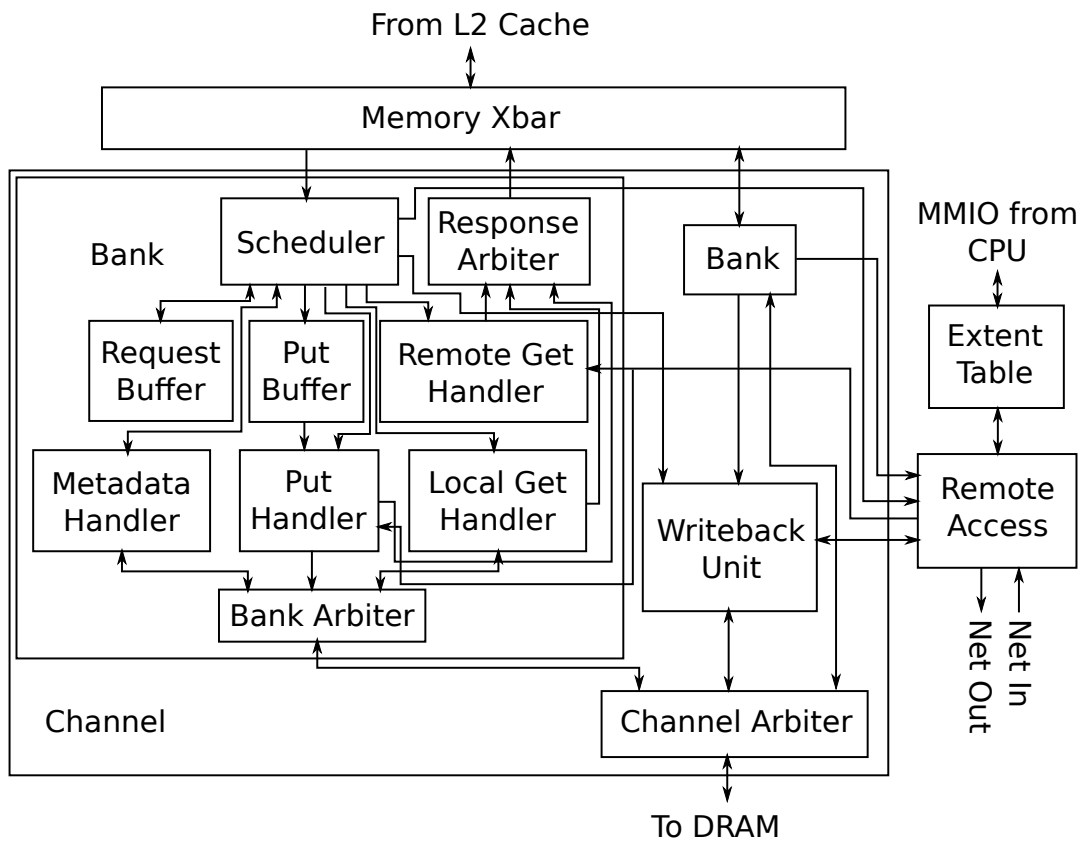 From L2 Cache
Memory Xbar
MMIO from
CPU
Scheduler
Response
Arbiter
Bank
Bank
Extent
Table
Request
Buffer
Put
Buffer
Remote Get
Handler
Metadata
Handler
Put
Handler
Local Get
Handler
Writeback
Unit
Remote
Access
Bank Arbiter
Net Out
Net In
Channel
Channel Arbiter
To DRAM